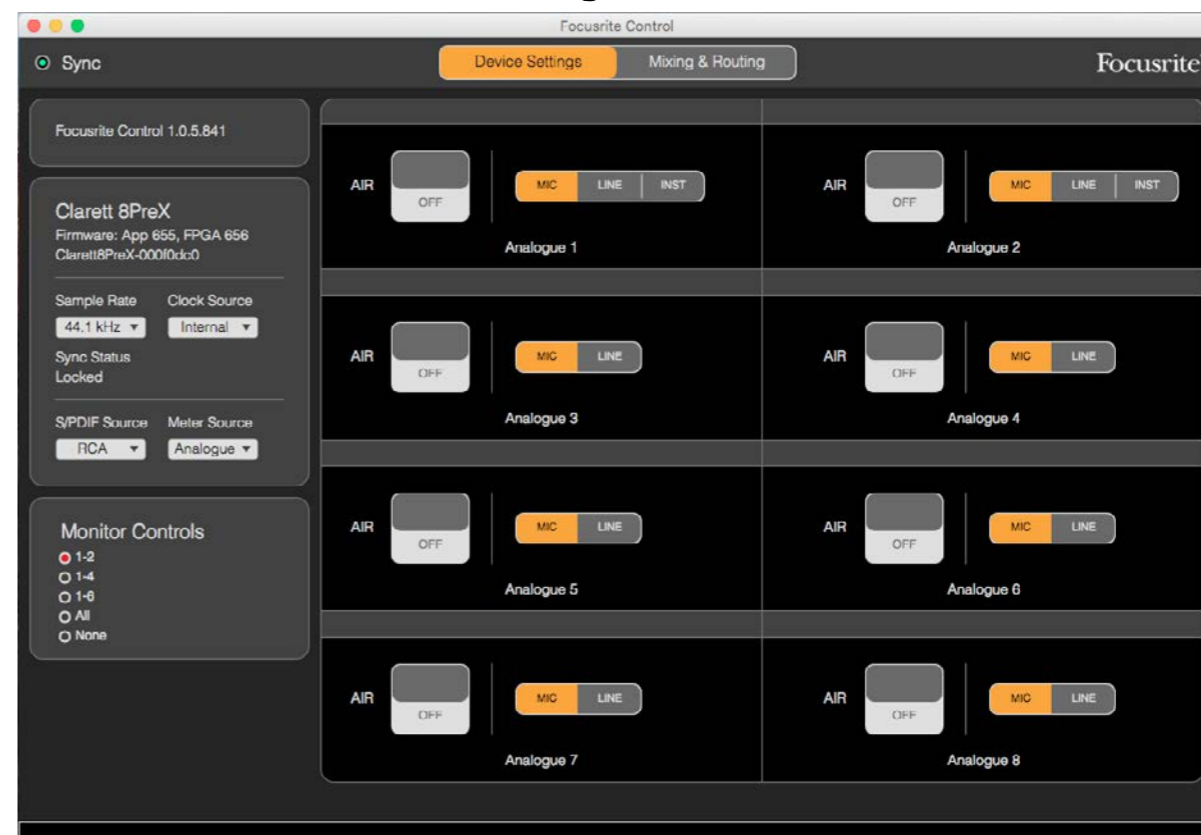 Focusrite Control
Sync
Device Settings
Mixing & Routing
Focusrite
Focusrite Control 1.0.5.841
Clarett 8PreX
Firmware: App 655, FPGA 656
Clarett8PreX-000f0dc0
Sample Rate
Clock Source
44.1 kHz
Internal
Sync Status
Locked
S/PDIF Source
Meter Source
RCA
Analogue
Monitor Controls
1-2
1-4
1-6
All
None
AIR
OFF
MIC
LINE
INST
Analogue 1
AIR
OFF
MIC
LINE
INST
Analogue 2
AIR
OFF
MIC
LINE
Analogue 3
AIR
OFF
MIC
LINE
Analogue 4
AIR
OFF
MIC
LINE
Analogue 5
AIR
OFF
MIC
LINE
Analogue 6
AIR
OFF
MIC
LINE
Analogue 7
AIR
OFF
MIC
LINE
Analogue 8